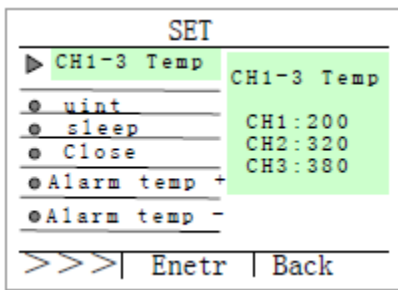 SET
CH1-3 Temp
uint
sleep
Close
Alarm temp +
Alarm temp -
CH1-3 Temp
CH1:200
CH2:320
CH3:380
>>>| Enetr | Back